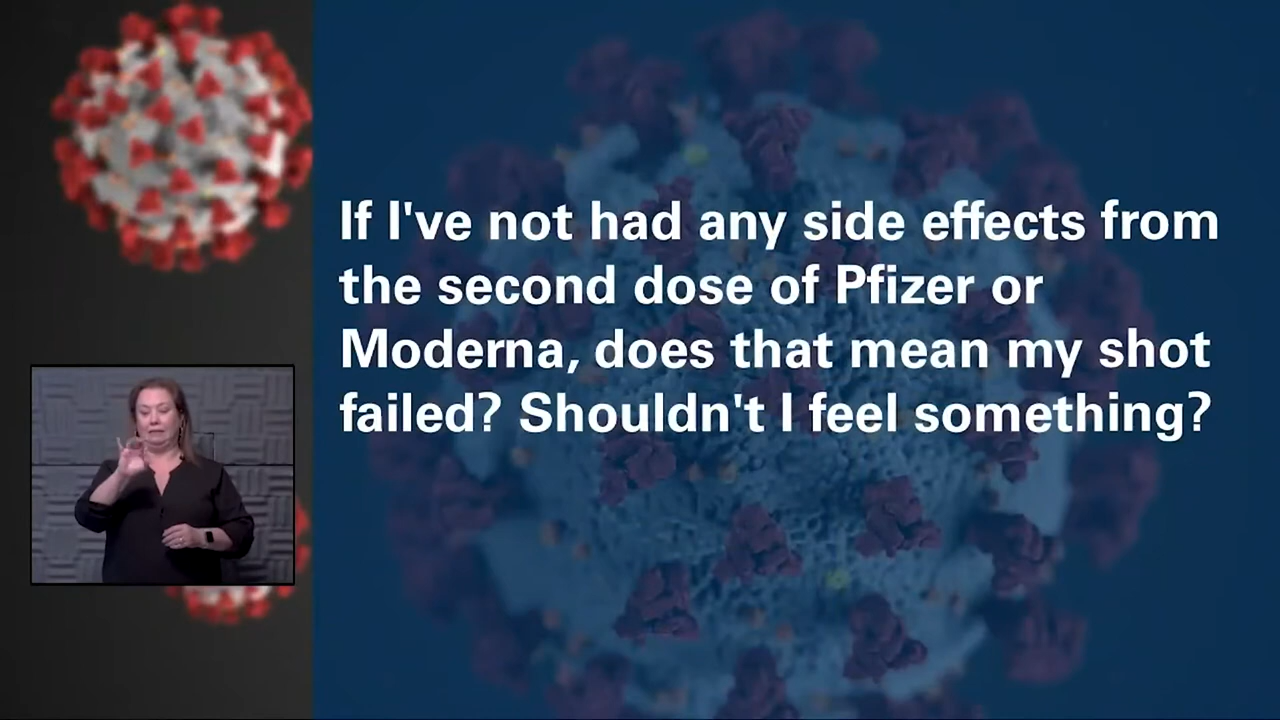 If I've not had any side effects from
the second dose of Pfizer or
Moderna, does that mean my shot
failed? Shouldn't I feel something?